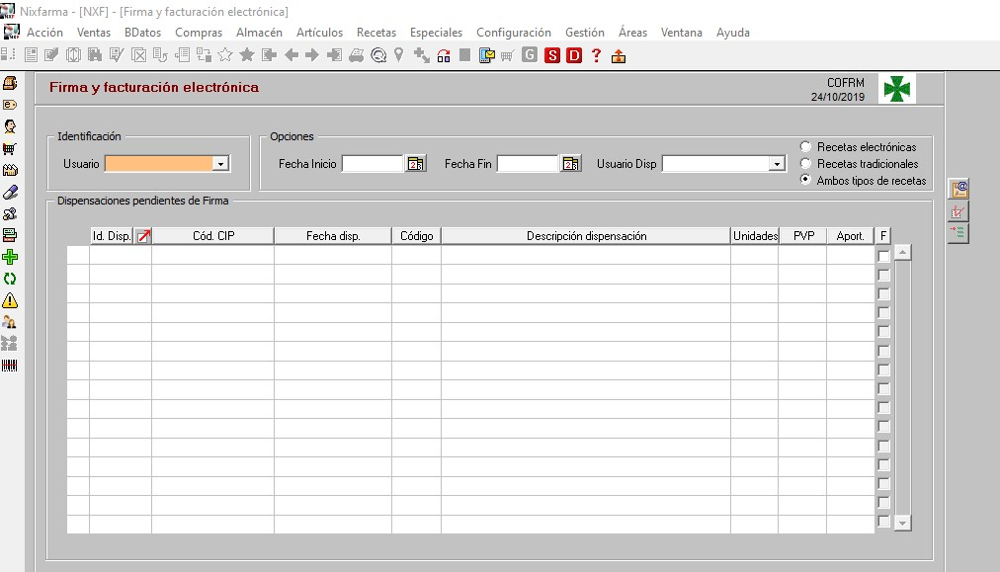 Nixfarma - [NXF] - [Firma y facturación electrónica]
Acción Ventas BDatos Compras Almacén Artículos Recetas Especiales Configuración Gestión Áreas Ventana Ayuda
G S D ?
Firma y facturación electrónica
COFRM
24/10/2019
Identificación
Usuario
Opciones
Fecha Inicio Fecha Fin Usuario Disp
Recetas electrónicas
Recetas tradicionales
Ambos tipos de recetas
Dispensaciones pendientes de Firma
Id. Disp. Cód. CIP Fecha disp. Código Descripción dispensación Unidades PVP Aport. F